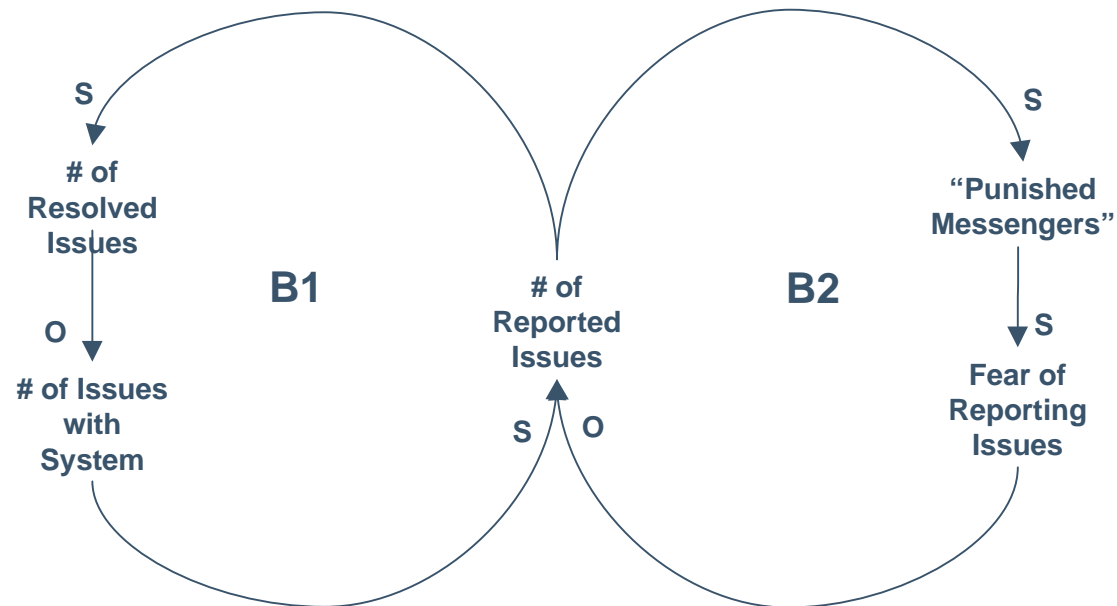 S
S
# of
Resolved
Issues
“Punished
Messengers”
B1
B2
# of
Reported
Issues
O
S
# of Issues
with
System
Fear of
Reporting
Issues
S
O